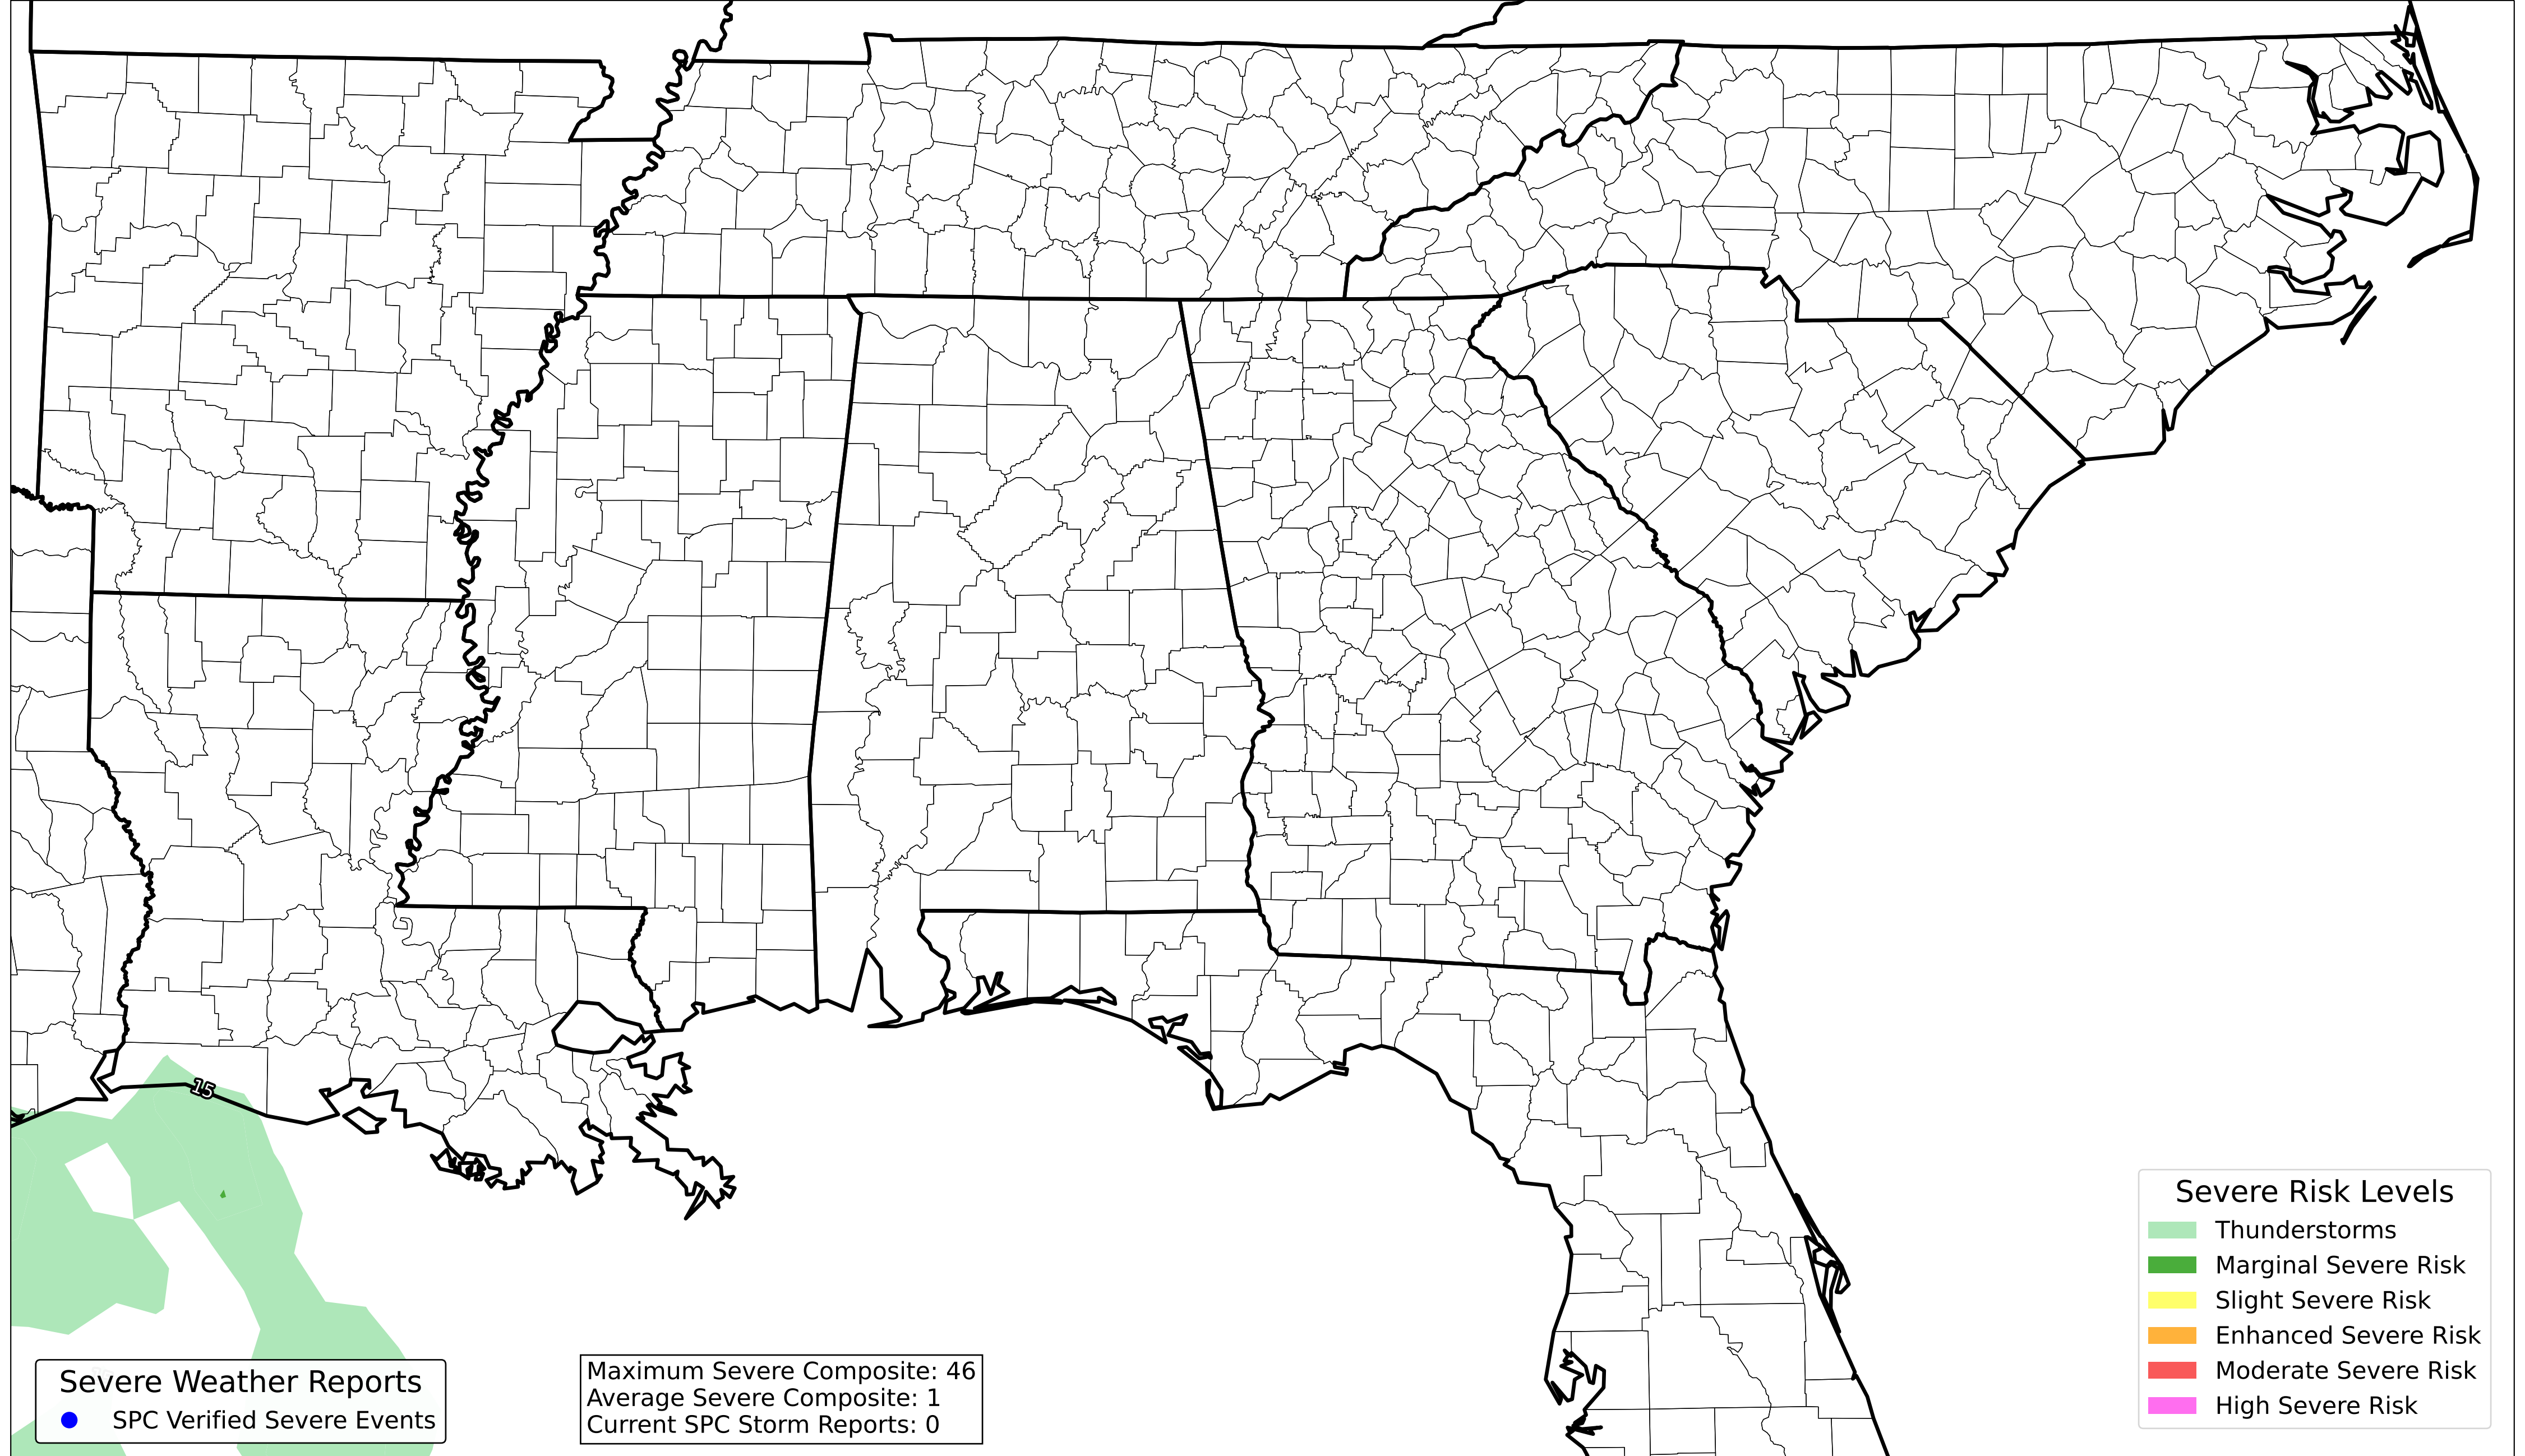 15
Severe Weather Reports
SPC Verified Severe Events
Maximum Severe Composite: 46
Average Severe Composite: 1
Current SPC Storm Reports: 0
Severe Risk Levels
Thunderstorms
Marginal Severe Risk
Slight Severe Risk
Enhanced Severe Risk
Moderate Severe Risk
High Severe Risk